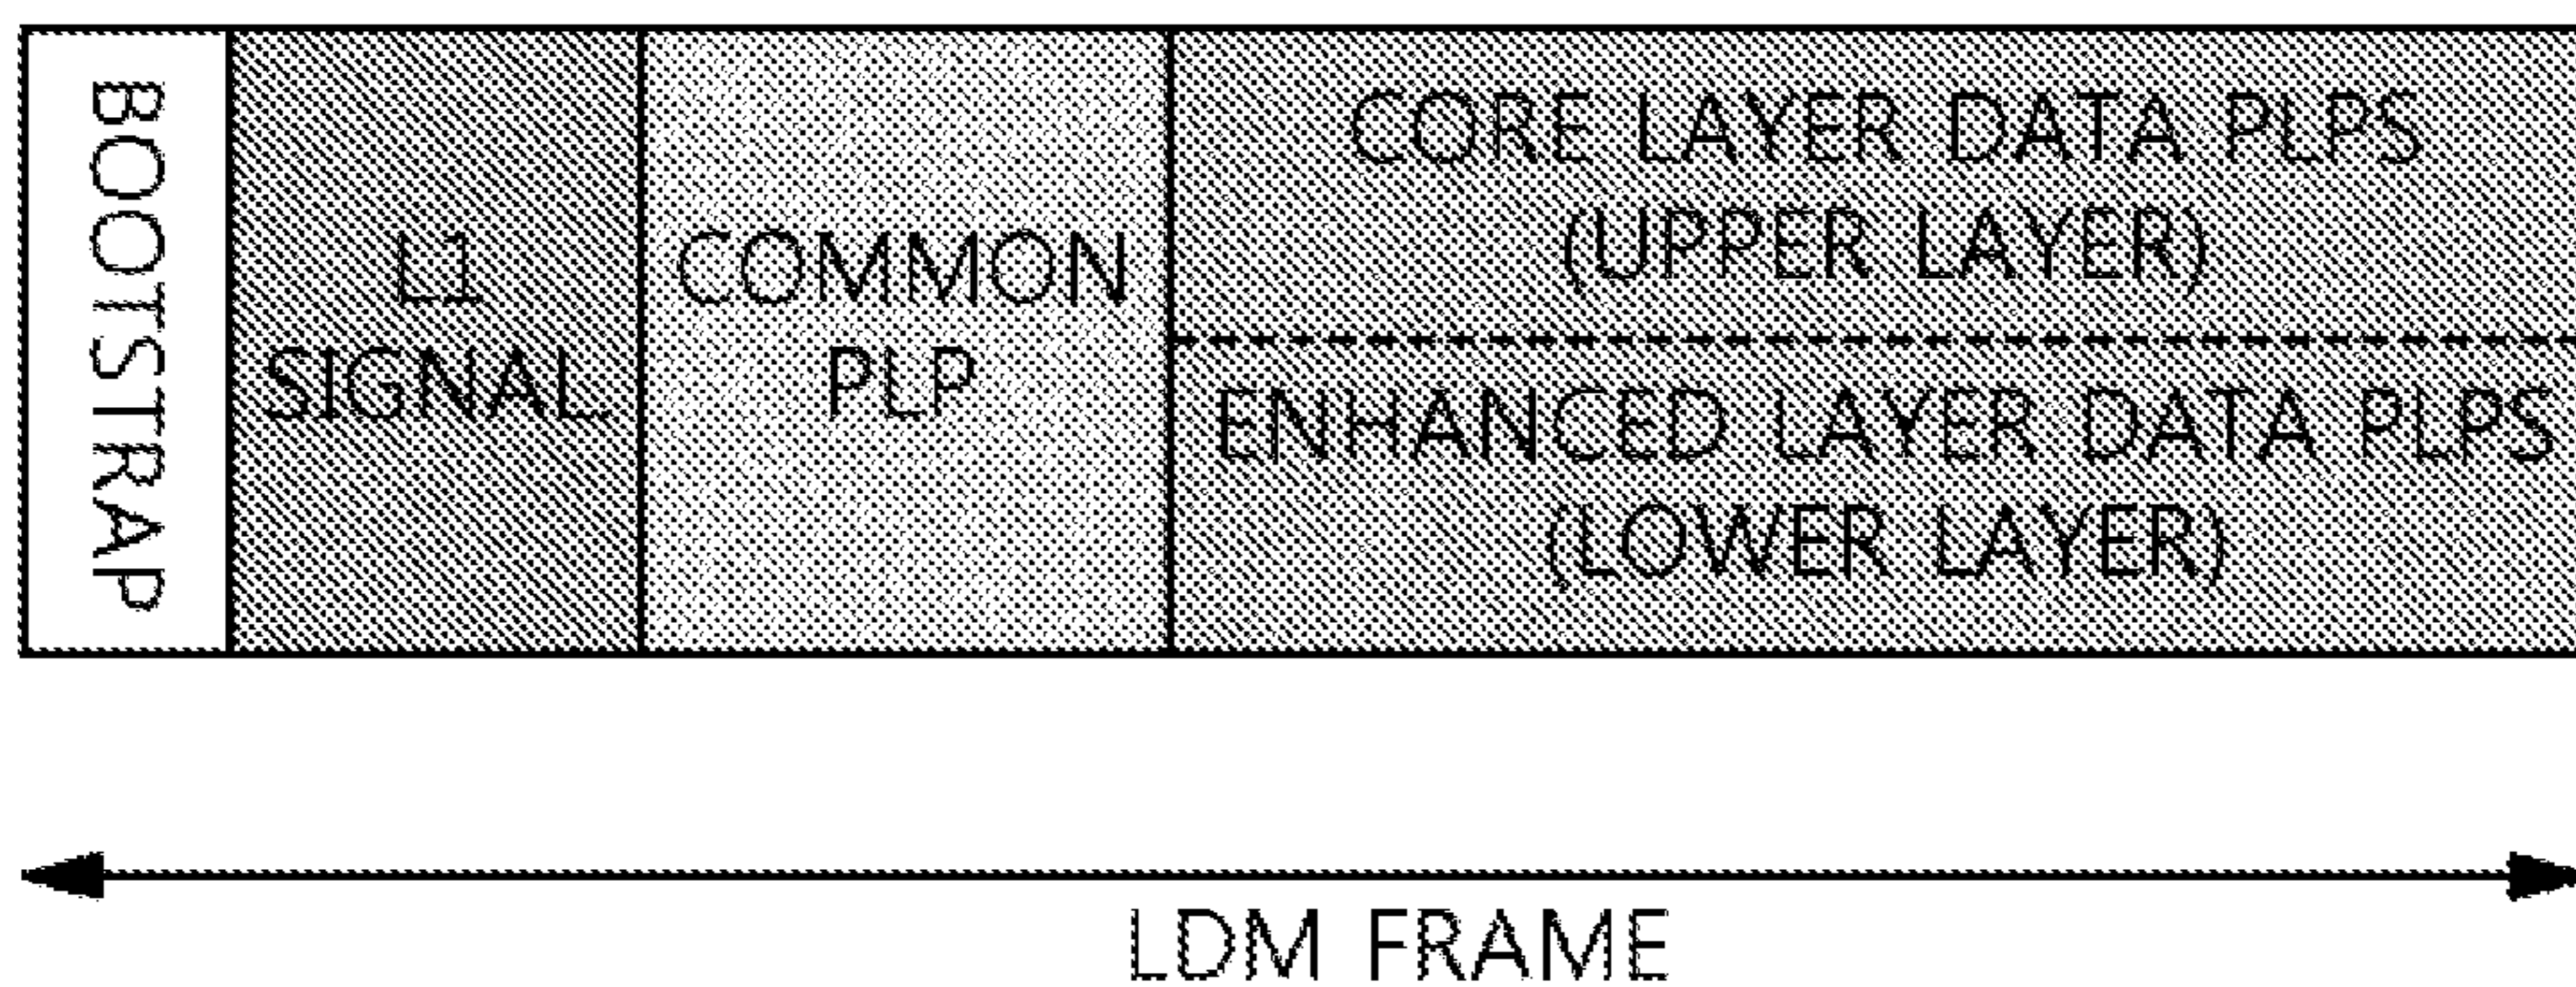 BOOTSTRAP
L1
SIGNAL
COMMON
PLP
CORE LAYER DATA PLPS
(UPPER LAYER)
ENHANCED LAYER DATA PLPS
(LOWER LAYER)
LDM FRAME